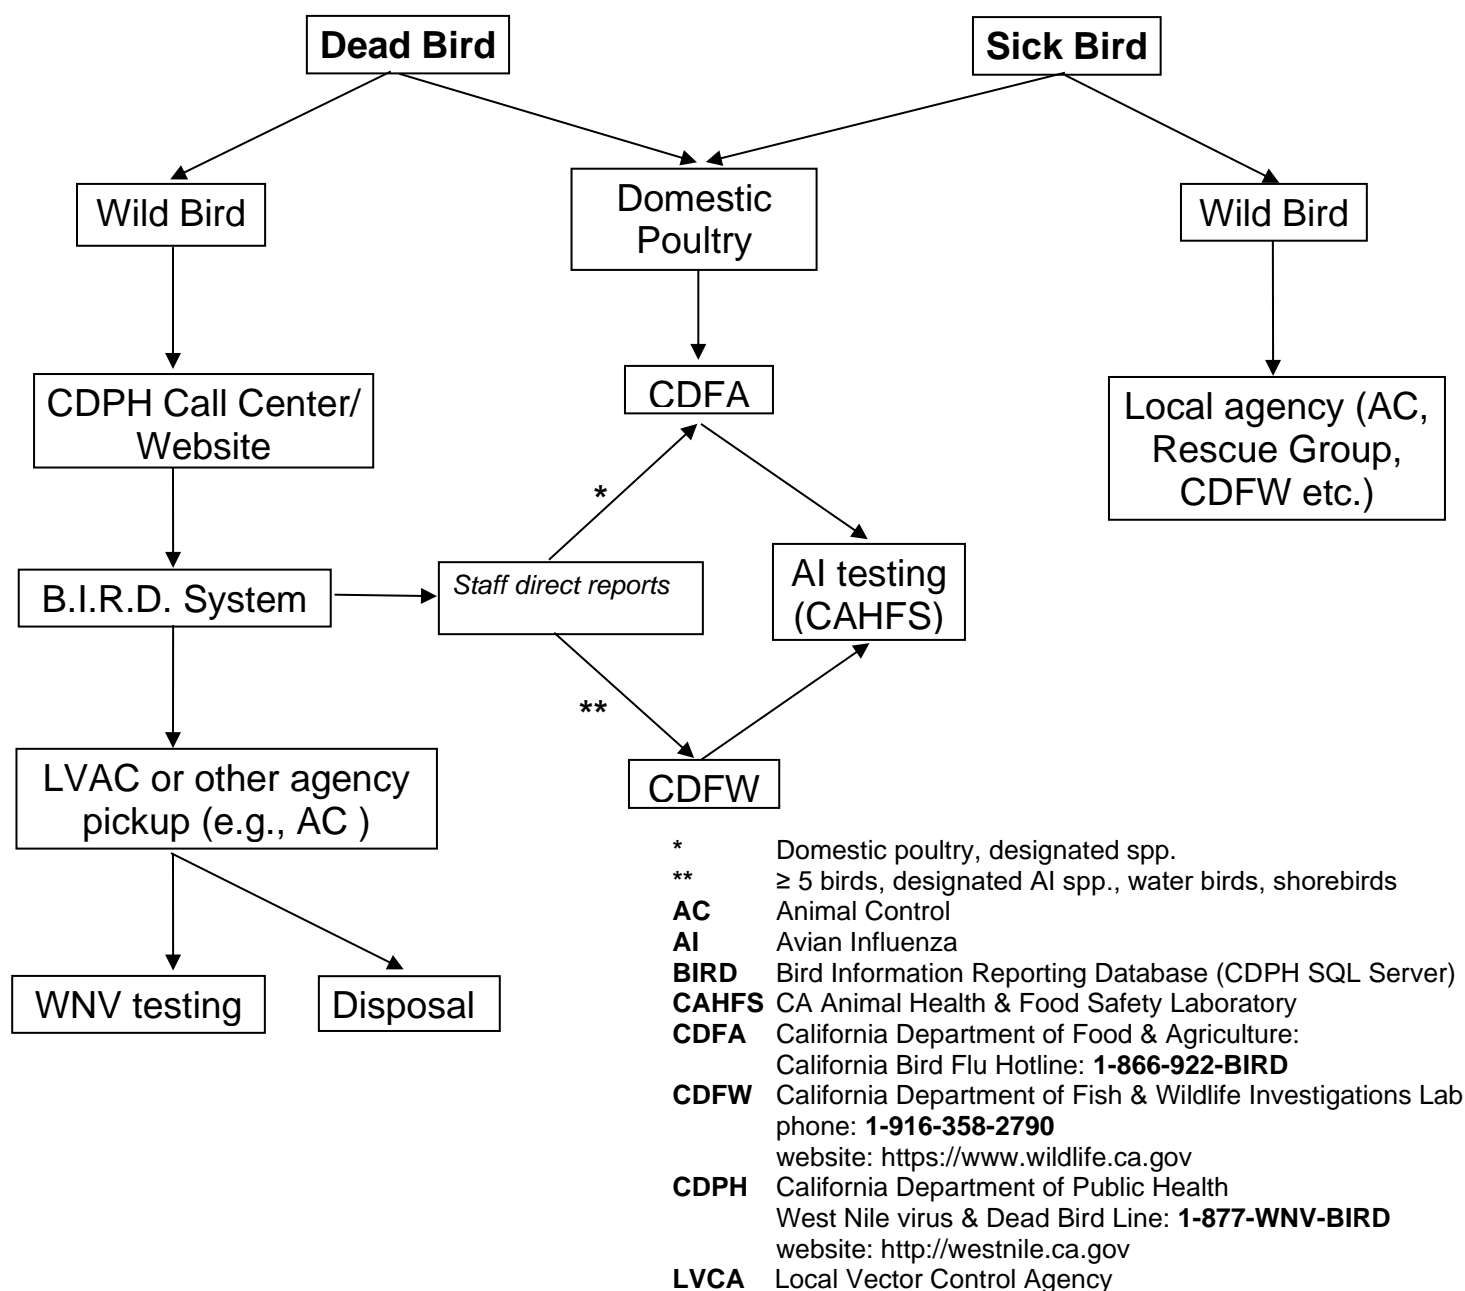 Dead Bird
Sick Bird
Wild Bird
Domestic
Poultry
Wild Bird
CDPH Call Center/
Website
CDFA
Local agency (AC,
Rescue Group,
CDFW etc.)
*
B.I.R.D. System
Staff direct reports
AI testing
(CAHFS)
**
LVAC or other agency
pickup (e.g., AC )
CDFW
WNV testing
Disposal
* Domestic poultry, designated spp.
** ≥ 5 birds, designated AI spp., water birds, shorebirds
AC Animal Control
AI Avian Influenza
BIRD Bird Information Reporting Database (CDPH SQL Server)
CAHFS CA Animal Health & Food Safety Laboratory
CDFA California Department of Food & Agriculture:
California Bird Flu Hotline: 1-866-922-BIRD
CDFW California Department of Fish & Wildlife Investigations Lab
phone: 1-916-358-2790
website: https://www.wildlife.ca.gov
CDPH California Department of Public Health
West Nile virus & Dead Bird Line: 1-877-WNV-BIRD
website: http://westnile.ca.gov
LVCA Local Vector Control Agency